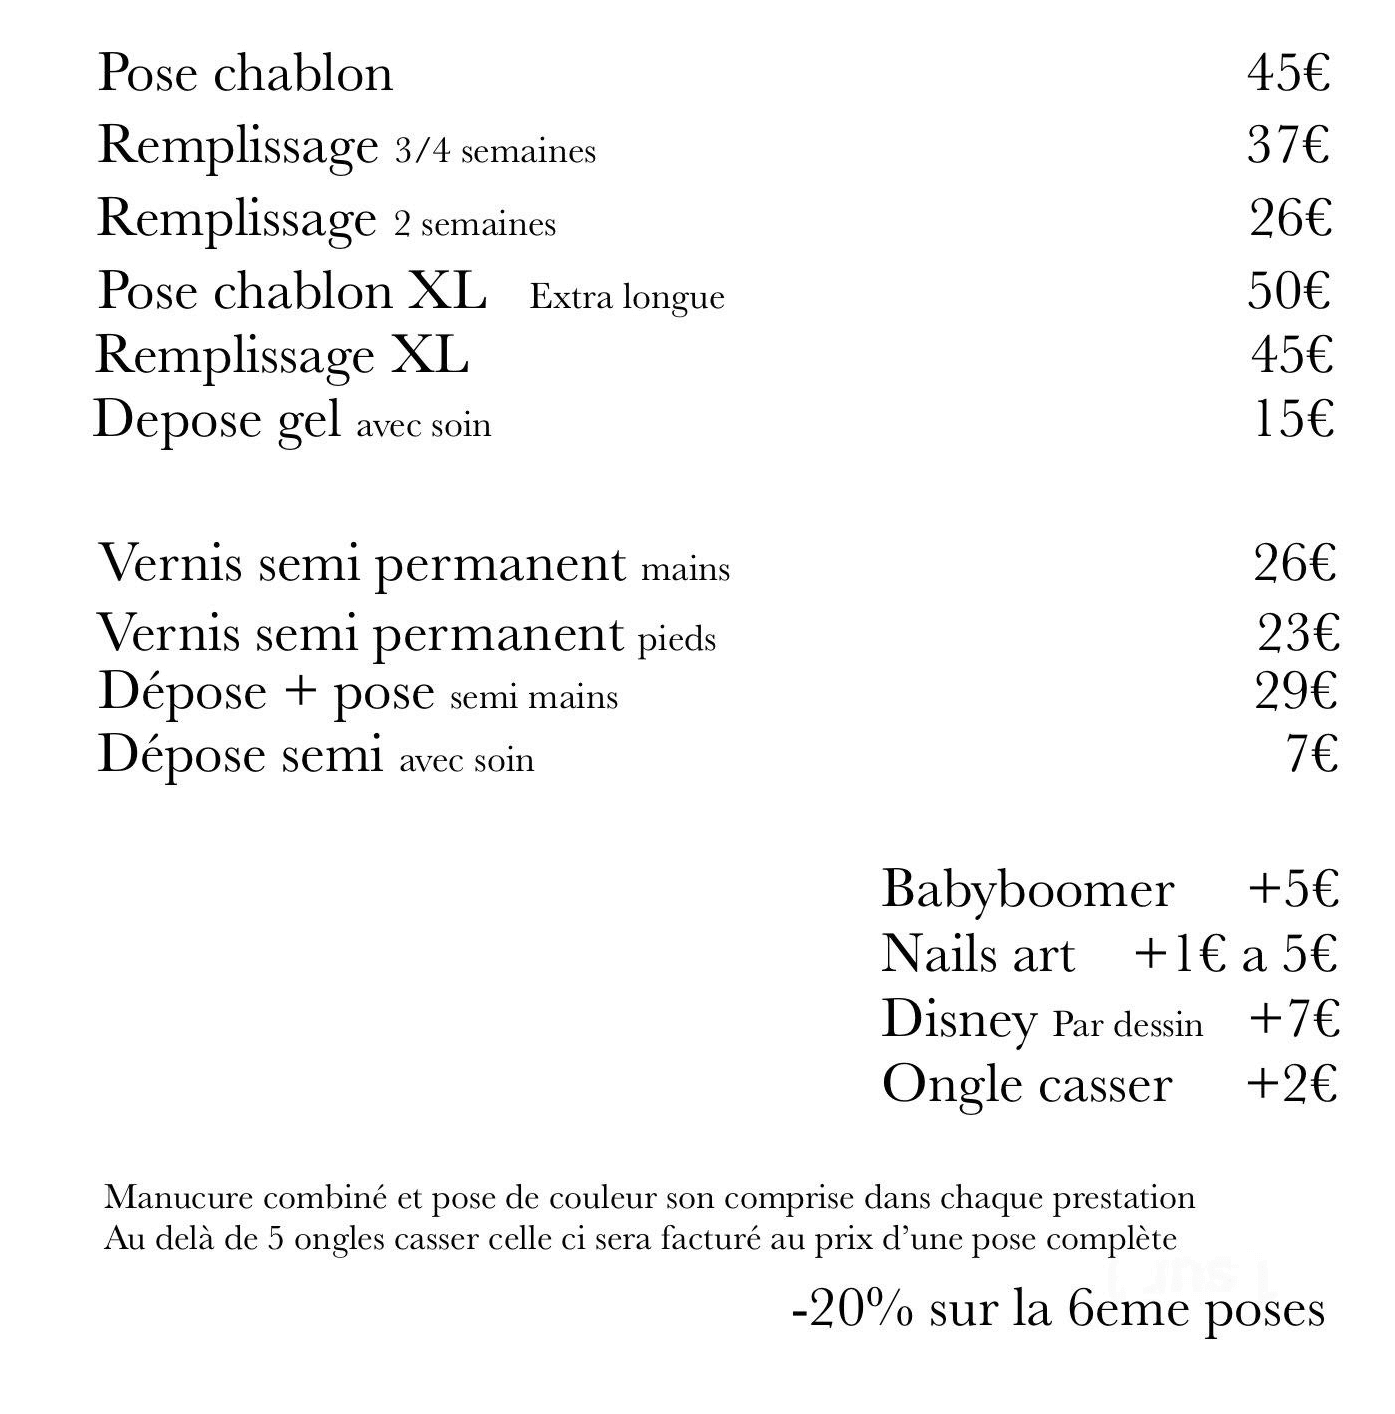 Pose chablon 45€
Remplissage 3/4 semaines 37€
Remplissage 2 semaines 26€
Pose chablon XL Extra longue 50€
Remplissage XL 45€
Depose gel avec soin 15€
Vernis semi permanent mains 26€
Vernis semi permanent pieds 23€
Dépose + pose semi mains 29€
Dépose semi avec soin 7€
Babyboomer +5€
Nails art +1€ a 5€
Disney Par dessin +7€
Ongle casser +2€
Manucure combiné et pose de couleur son comprise dans chaque prestation
Au delà de 5 ongles casser celle ci sera facturé au prix d’une pose complète
-20% sur la 6eme poses